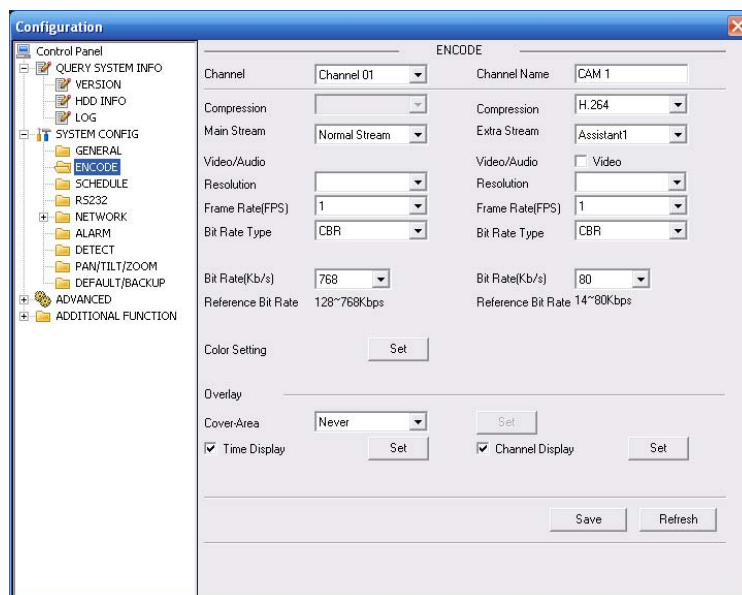 Configuration
Control Panel
QUERY SYSTEM INFO
VERSION
HDD INFO
LOG
SYSTEM CONFIG
GENERAL
ENCODE
SCHEDULE
RS232
NETWORK
ALARM
DETECT
PAN/TILT/ZOOM
DEFAULT/BACKUP
ADVANCED
ADDITIONAL FUNCTION
ENCODE
Channel Channel 01 Channel Name CAM 1
Compression Compression H.264
Main Stream Normal Stream Extra Stream Assistant1
Video/Audio Video/Audio Video
Resolution Resolution
Frame Rate(FPS) 1 Frame Rate(FPS) 1
Bit Rate Type CBR Bit Rate Type CBR
Bit Rate(Kb/s) 768 Bit Rate(Kb/s) 80
Reference Bit Rate 128~768Kbps Reference Bit Rate 14~80Kbps
Color Setting Set
Overlay
Cover-Area Never Set
Time Display Set Channel Display Set
Save Refresh